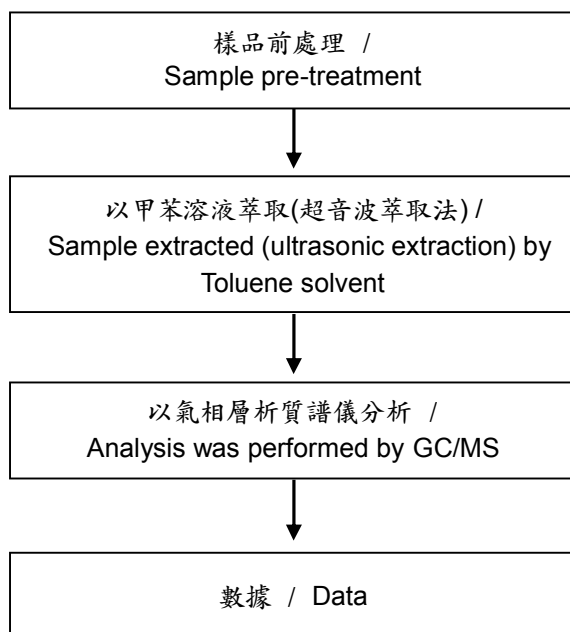 樣品前處理 /
Sample pre-treatment
以甲苯溶液萃取(超音波萃取法) /
Sample extracted (ultrasonic extraction) by
Toluene solvent
以氣相層析質譜儀分析 /
Analysis was performed by GC/MS
數據 / Data